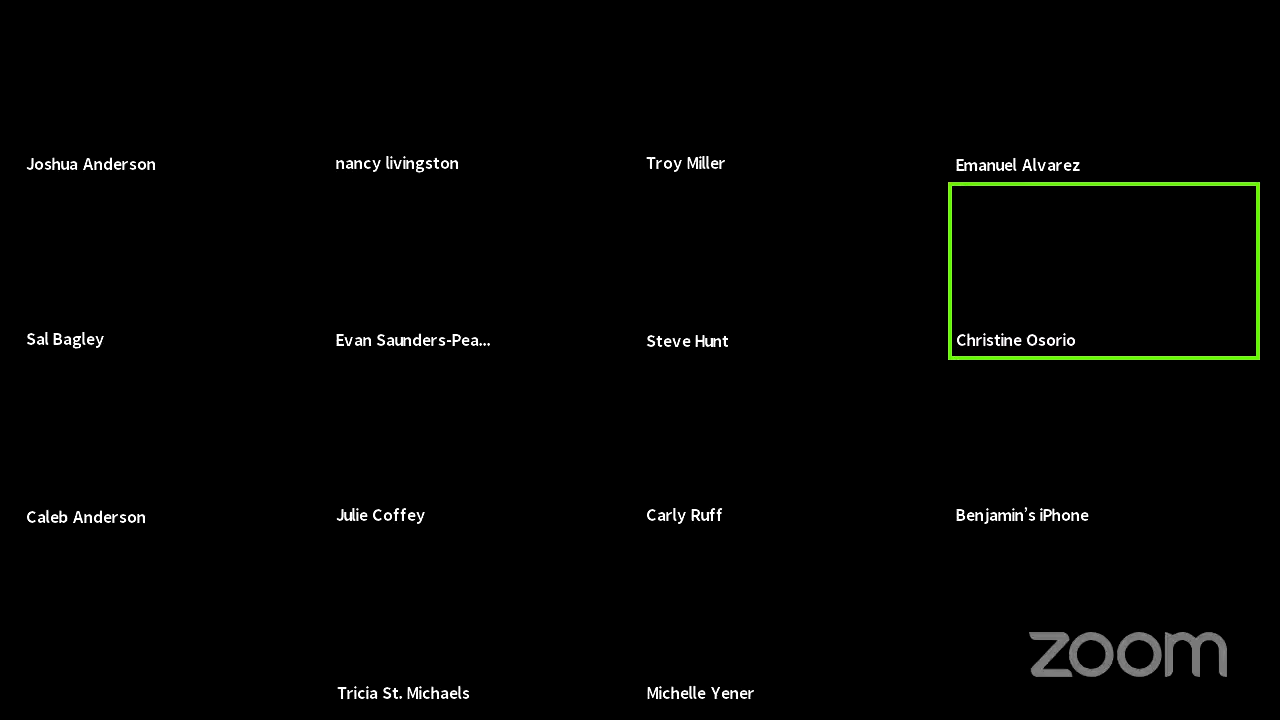 Joshua Anderson
nancy livingston
Troy Miller
Emanuel Alvarez
Sal Bagley
Evan Saunders-Pea...
Steve Hunt
Christine Osorio
Caleb Anderson
Julie Coffey
Carly Ruff
Benjamin's iPhone
Tricia St. Michaels
Michelle Yener
zoom